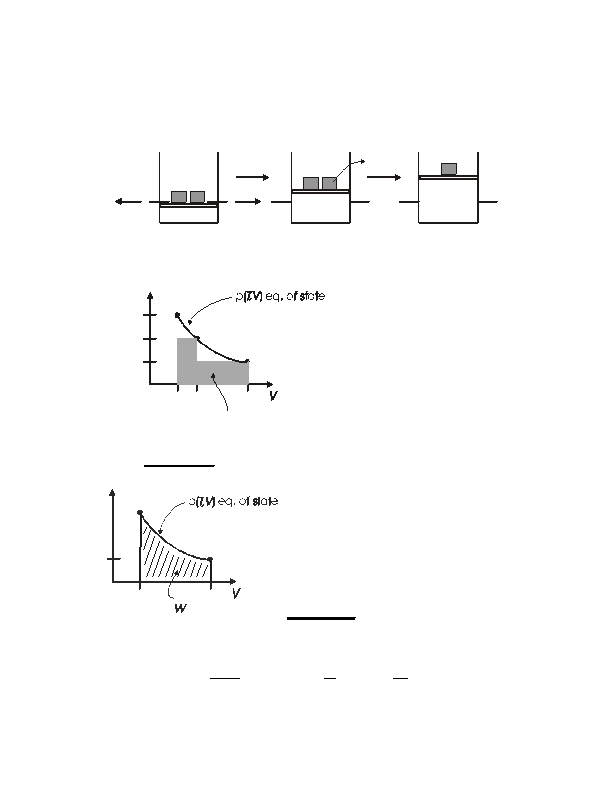 p(T,V) eq. of state
V
p(T,V) eq. of state
V
W